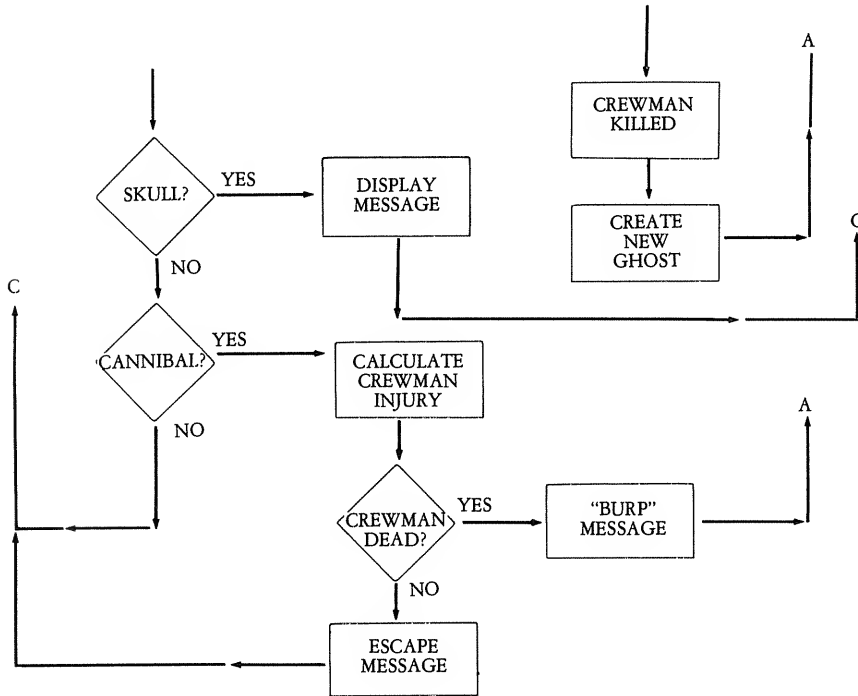 A
CREWMAN
KILLED
SKULL?
YES
DISPLAY
MESSAGE
CREATE
NEW
GHOST
C
NO
C
CANNIBAL?
YES
CALCULATE
CREWMAN
INJURY
A
NO
CREWMAN
DEAD?
YES
“BURP”
MESSAGE
NO
ESCAPE
MESSAGE